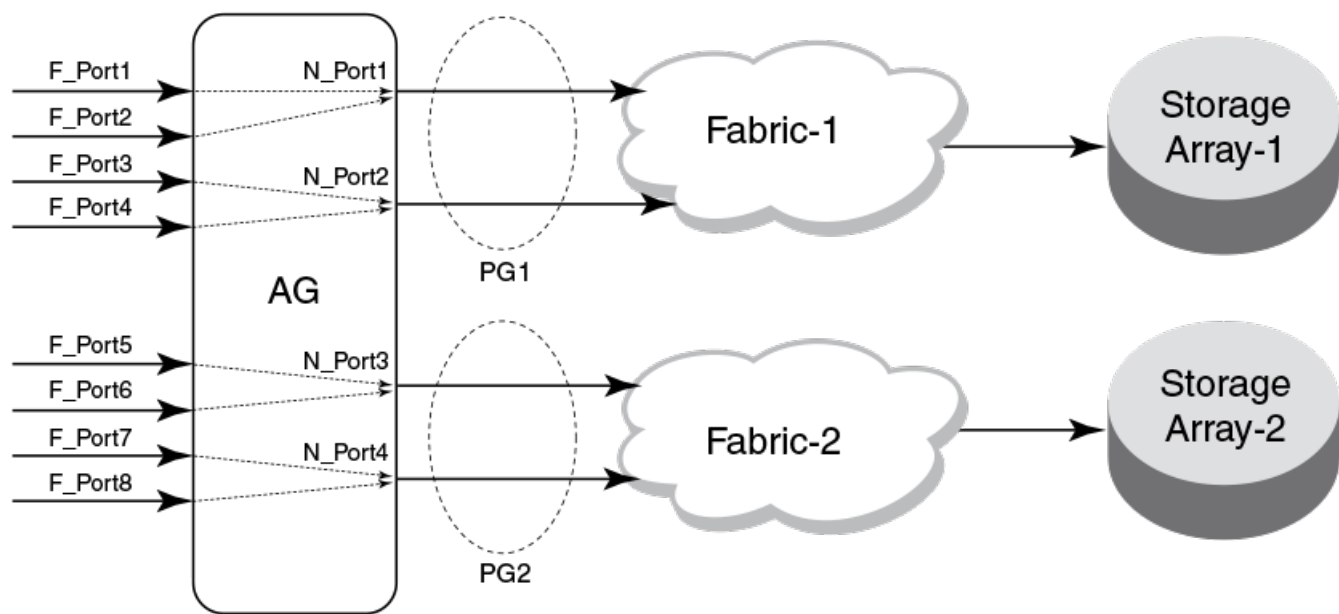 F_Port1
F_Port2
F_Port3
F_Port4
N_Port1
N_Port2
AG
F_Port5
F_Port6
F_Port7
F_Port8
N_Port3
N_Port4
PG1
PG2
Fabric-1
Fabric-2
Storage
Array-1
Storage
Array-2